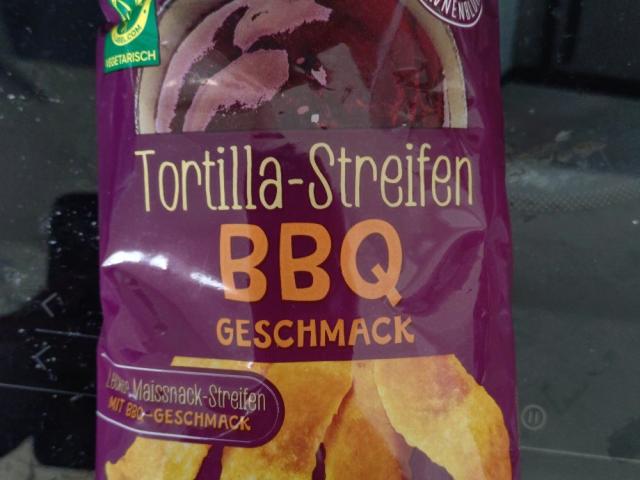 VEGETARISCH
Tortilla-Streifen
BBQ
GESCHMACK
Maissnack-Streifen
MIT BBQ-GESCHMACK